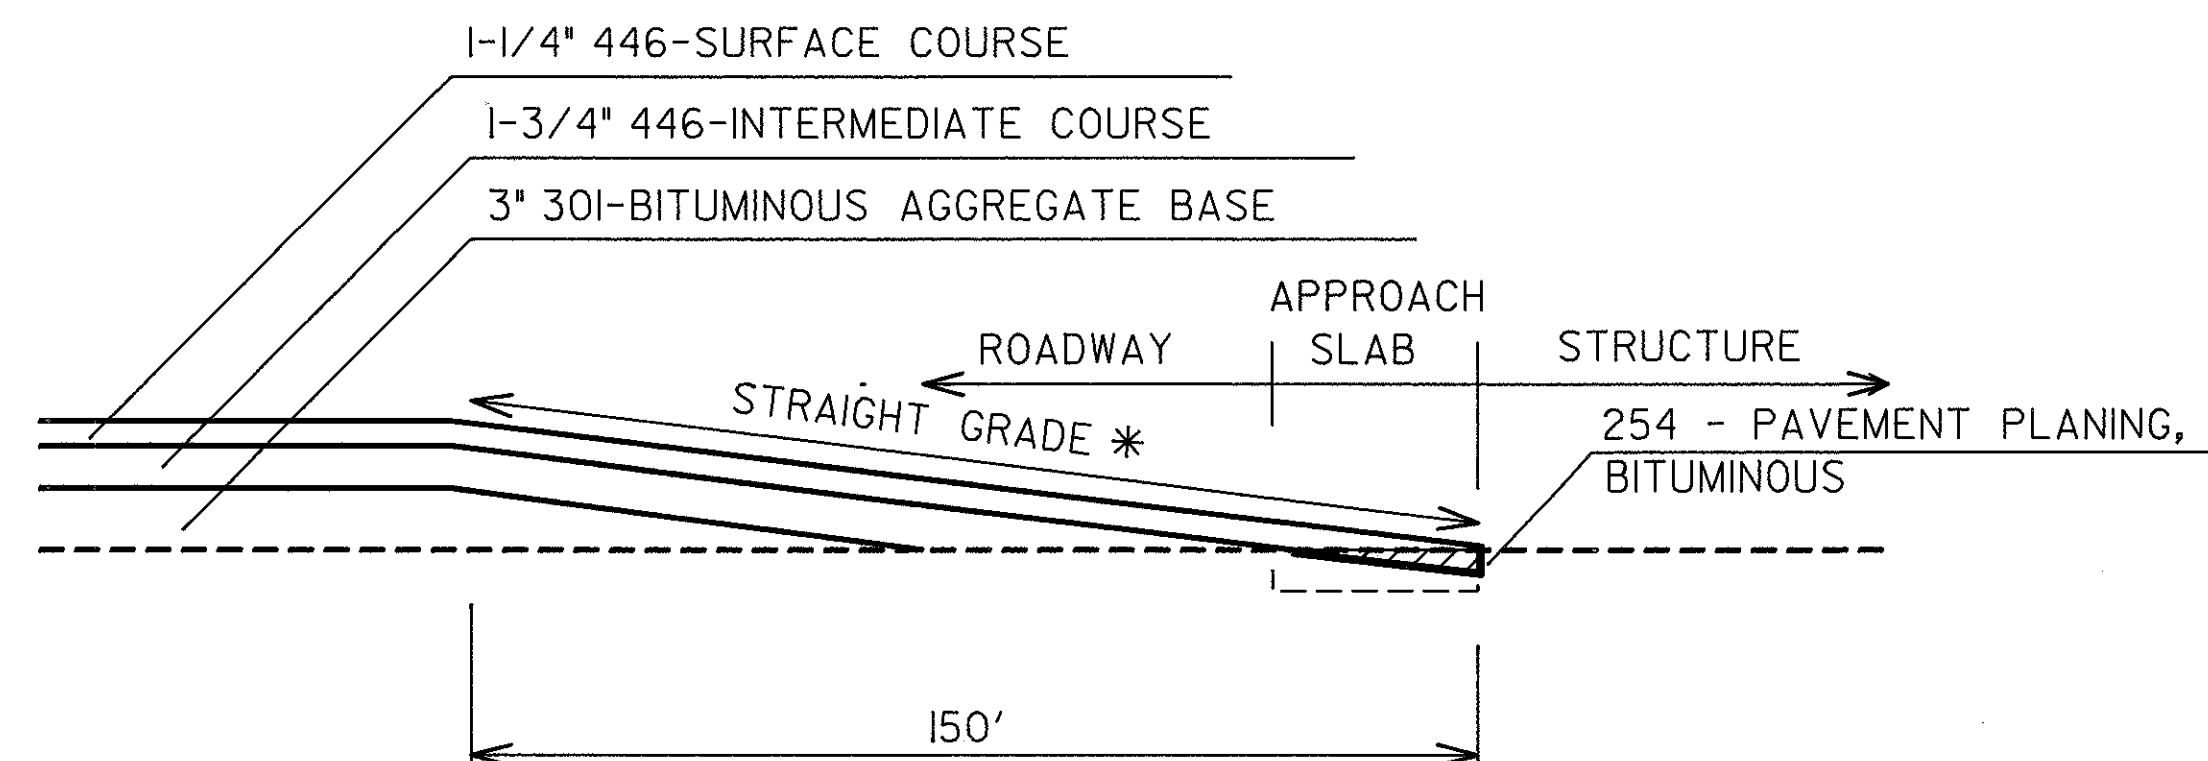 1-1/4" 446-SURFACE COURSE
1-3/4" 446-INTERMEDIATE COURSE
3" 301-BITUMINOUS AGGREGATE BASE
APPROACH
ROADWAY
SLAB
STRUCTURE
STRAIGHT GRADE *
254 - PAVEMENT PLANING,
BITUMINOUS
150'